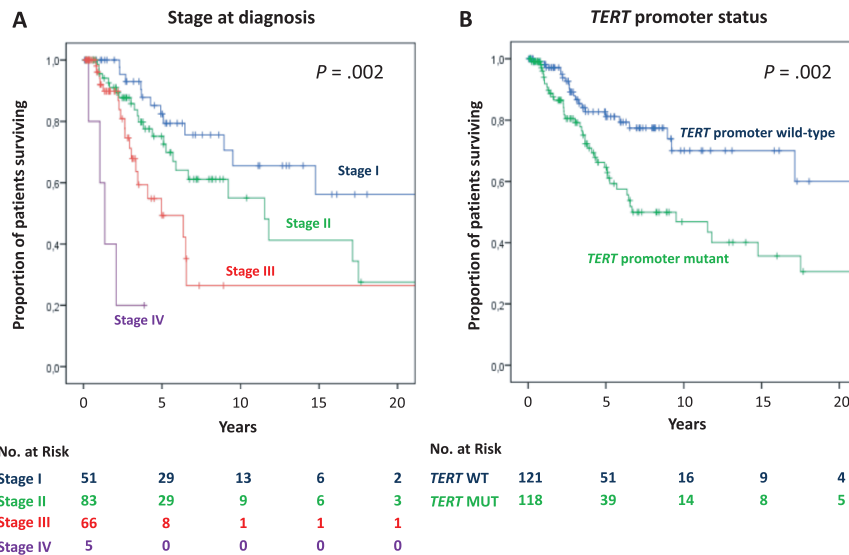 A
Stage at diagnosis
P = .002
Proportion of patients surviving
1,0
0,8
0,6
0,4
0,2
0,0
Stage I
Stage II
Stage III
Stage IV
0 5 10 15 20
Years
No. at Risk
Stage I 51 29 13 6 2
Stage II 83 29 9 6 3
Stage III 66 8 1 1 1
Stage IV 5 0 0 0 0
B
TERT promoter status
P = .002
Proportion of patients surviving
1,0
0,8
0,6
0,4
0,2
0,0
TERT promoter wild-type
TERT promoter mutant
0 5 10 15 20
Years
No. at Risk
TERT WT 121 51 16 9 4
TERT MUT 118 39 14 8 5